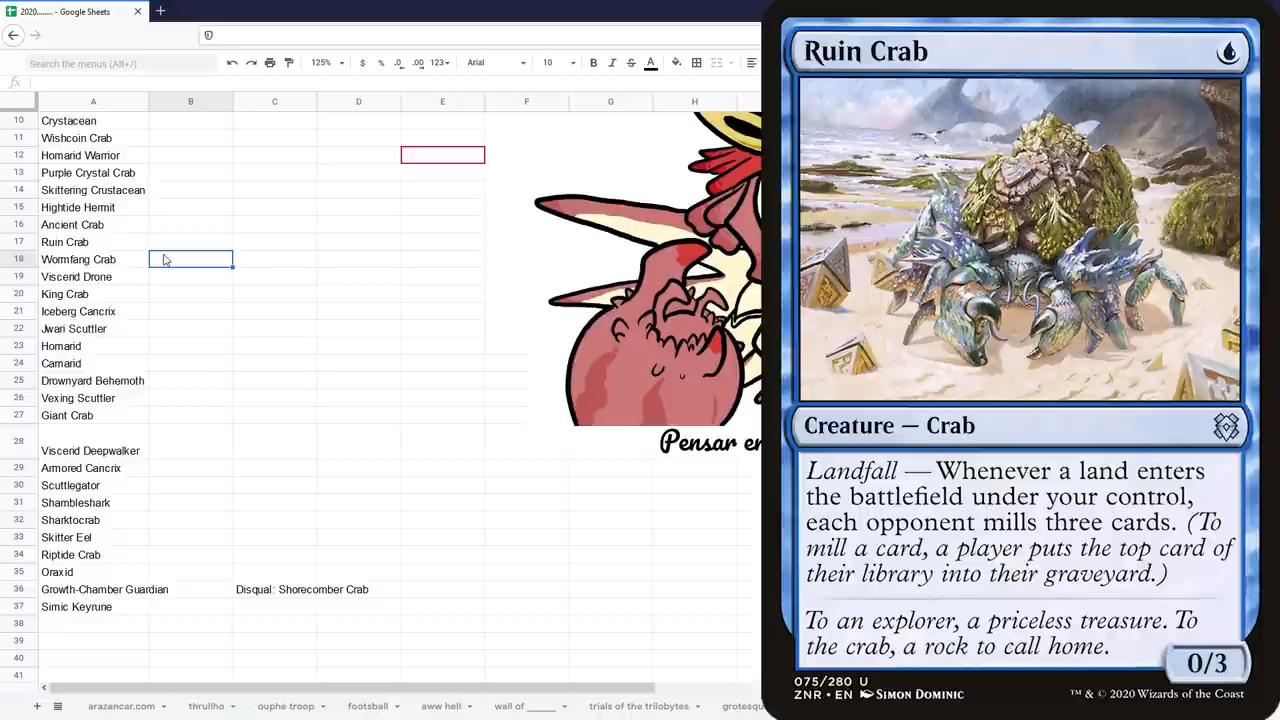 2020........ - Google Sheets
Search the menus (Alt+/)
125%
$
%
.0
.00
123
Arial
10
B
I
S
A
fx
A B C D E F G H
10 Crystacean
11 Wishcoin Crab
12 Homarid Warrior
13 Purple Crystal Crab
14 Skittering Crustacean
15 Hightide Hermit
16 Ancient Crab
17 Ruin Crab
18 Wormfang Crab
19 Viscerid Drone
20 King Crab
21 Iceberg Cancrix
22 Jwari Scuttler
23 Homarid
24 Camarid
25 Drownyard Behemoth
26 Vexing Scuttler
27 Giant Crab
28 Viscerid Deepwalker
29 Armored Cancrix
30 Scuttlegator
31 Shambleshark
32 Sharktocrab
33 Skitter Eel
34 Riptide Crab
35 Oraxid
36 Growth-Chamber Guardian Disqual: Shorecomber Crab
37 Simic Keyrune
38
39
40
41
Pensar en
arazancar.com thrullho ouphe troop footsball aww hell wall of ______ trials of the trilobytes grotesqu
Ruin Crab
Creature — Crab
Landfall — Whenever a land enters
the battlefield under your control,
each opponent mills three cards. (To
mill a card, a player puts the top card of
their library into their graveyard.)
To an explorer, a priceless treasure. To
the crab, a rock to call home.
0/3
075/280 U
ZNR • EN Simon Dominic
™ & © 2020 Wizards of the Coast